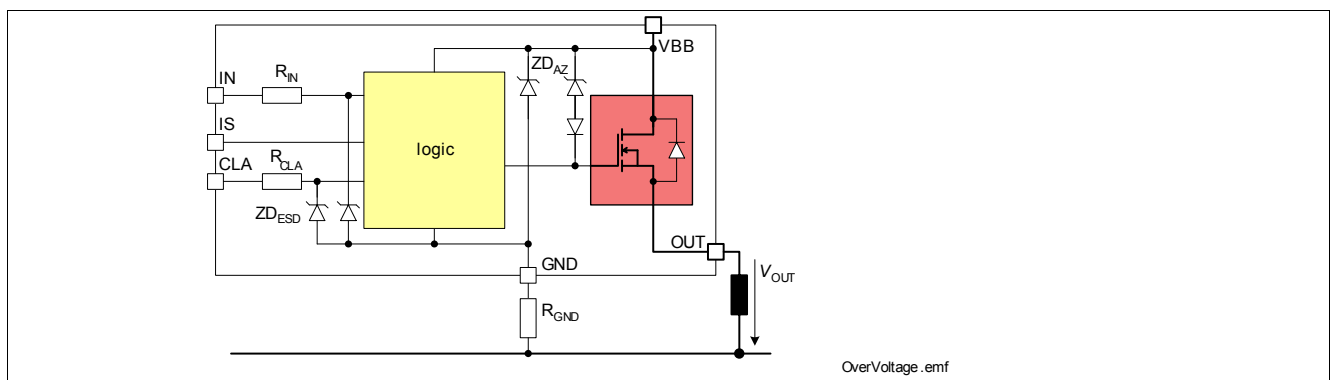 VBB
ZDAZ
IN
RIN
IS
logic
CLA
RCLA
ZDESD
OUT
GND
VOUT
RGND
OverVoltage.emf